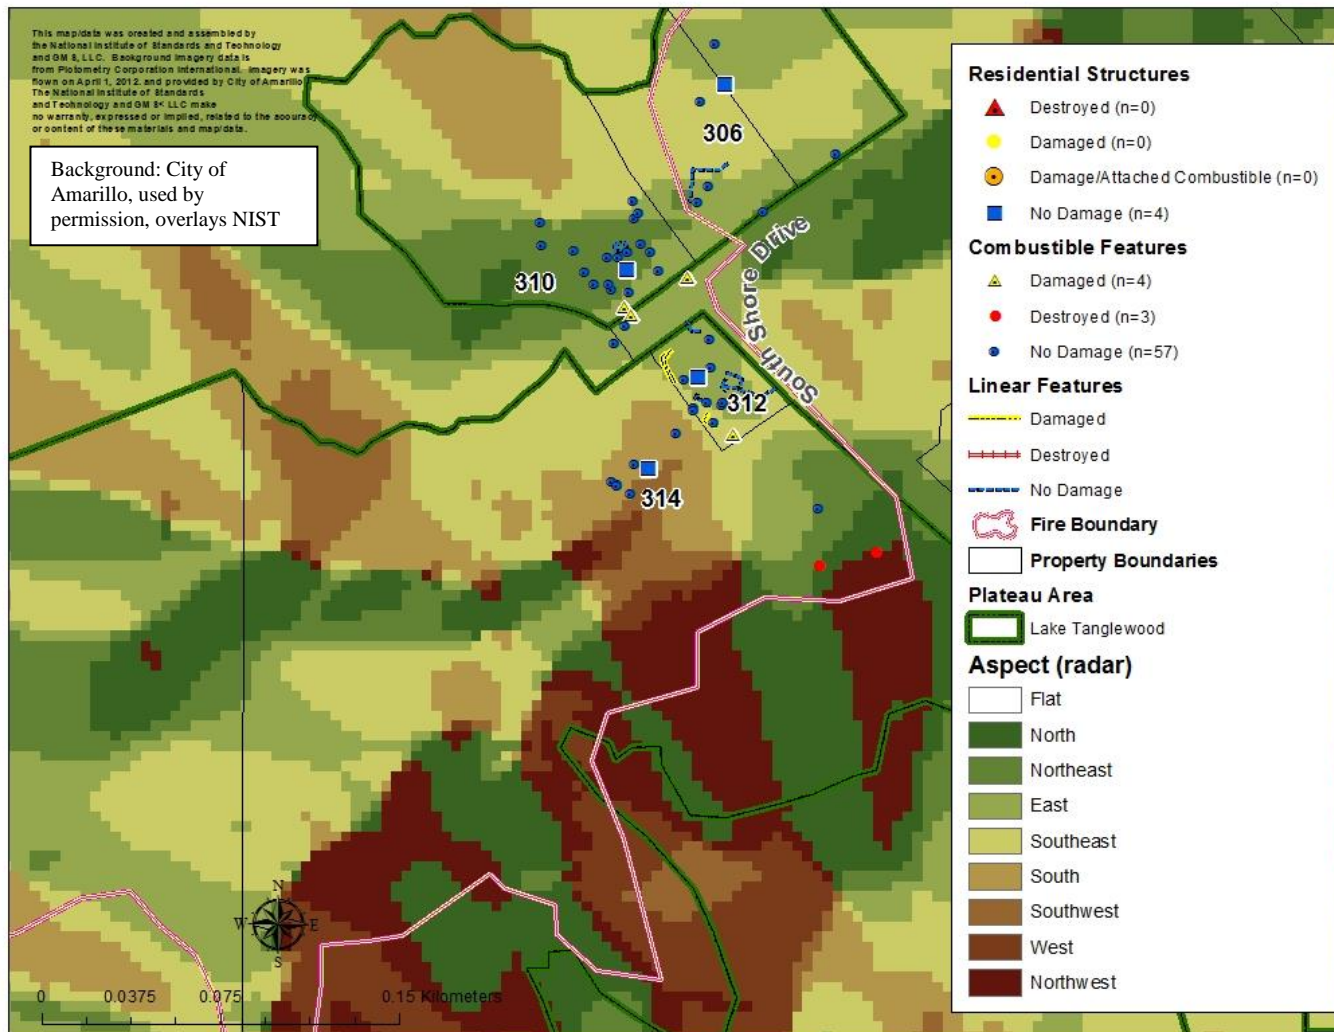 This map/data was created and assembled by
the National Institute of Standards and Technology
and GM 8, LLC. Background imagery data is
from Pictometry Corporation International. Imagery was
flown on April 1, 2012. and provided by City of Amarillo
The National Institute of Standards
and Technology and GM 8< LLC make
no warranty, expressed or implied, related to the accuracy
or content of these materials and map/data.
Background: City of
Amarillo, used by
permission, overlays NIST
306
310
South Shore Drive
312
314
N
W E
S
0 0.0375 0.075 0.15 Kilometers
Residential Structures
Destroyed (n=0)
Damaged (n=0)
Damage/Attached Combustible (n=0)
No Damage (n=4)
Combustible Features
Damaged (n=4)
Destroyed (n=3)
No Damage (n=57)
Linear Features
Damaged
Destroyed
No Damage
Fire Boundary
Property Boundaries
Plateau Area
Lake Tanglewood
Aspect (radar)
Flat
North
Northeast
East
Southeast
South
Southwest
West
Northwest